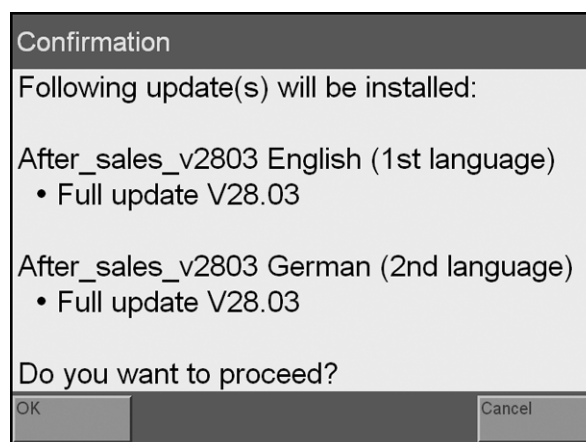 Confirmation
Following update(s) will be installed:
After_sales_v2803 English (1st language)
• Full update V28.03
After_sales_v2803 German (2nd language)
• Full update V28.03
Do you want to proceed?
OK
Cancel